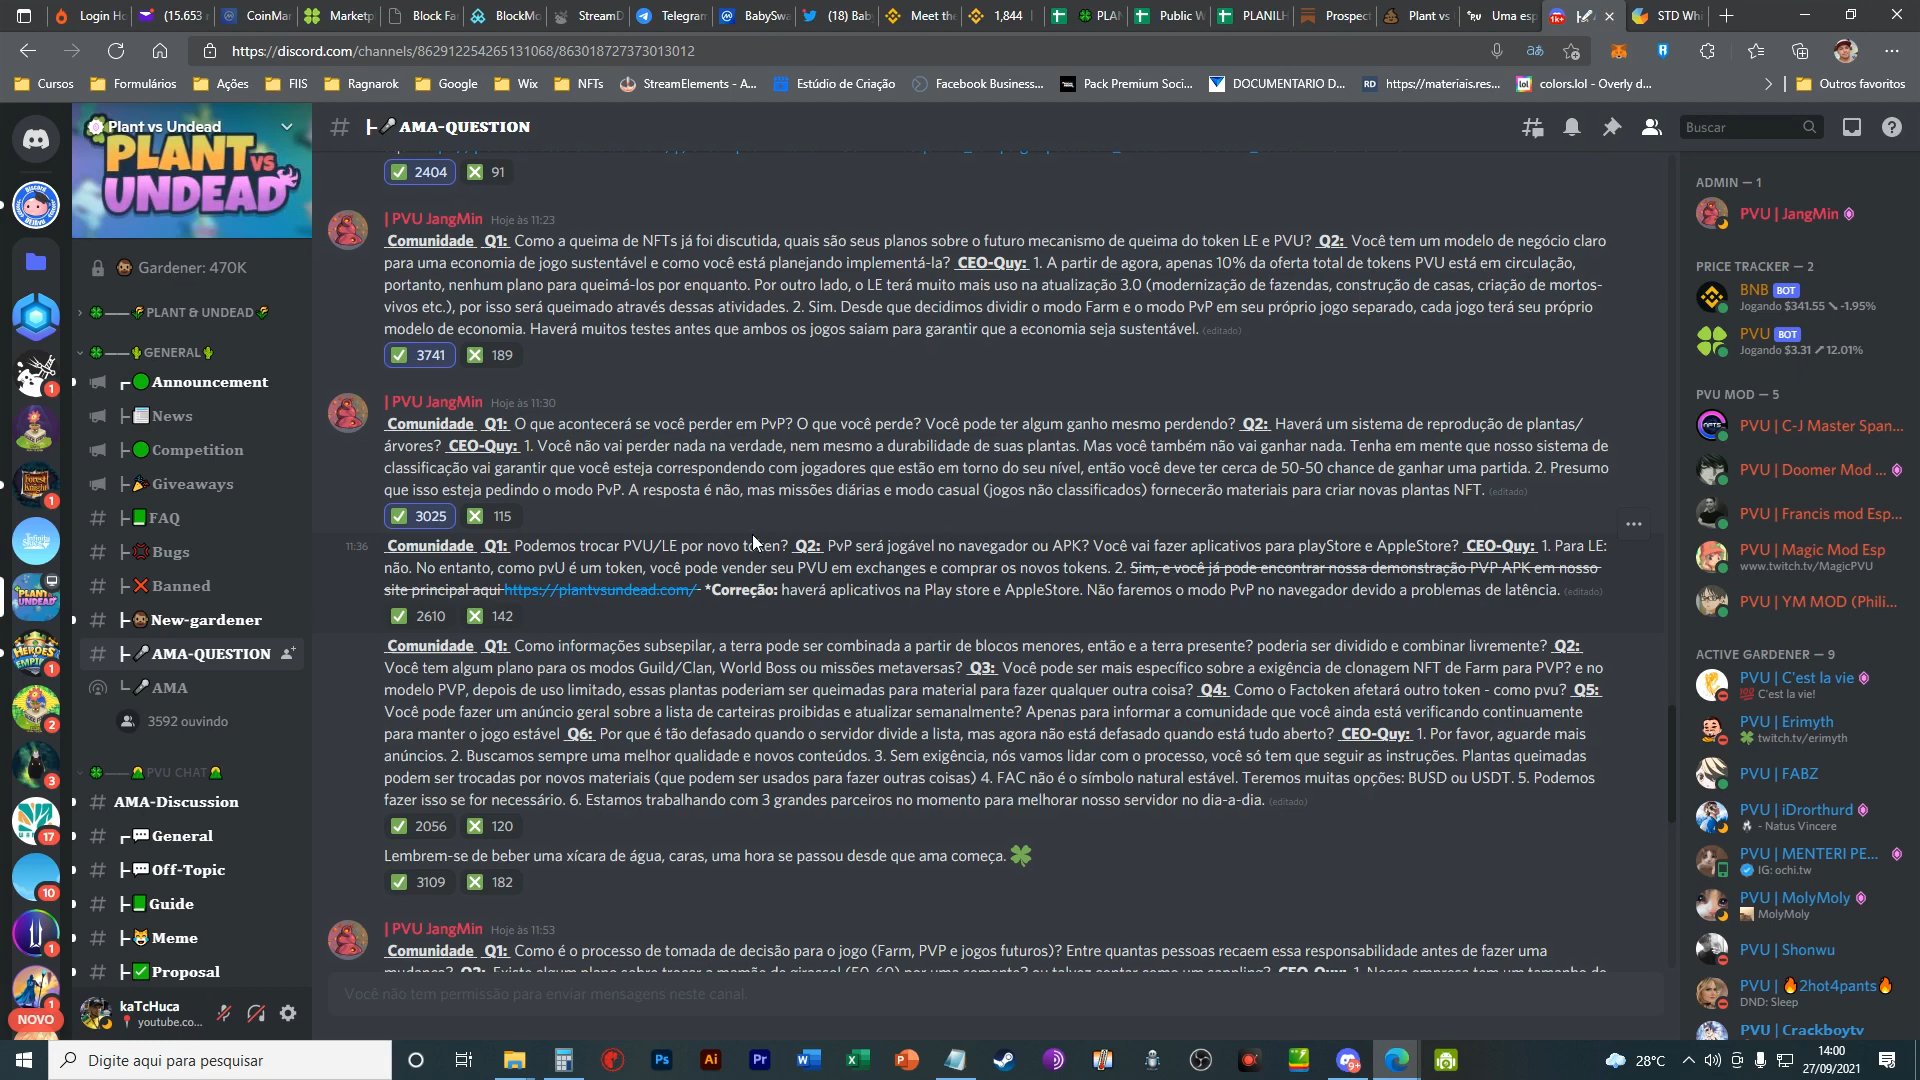 Login Ho
(15.653
CoinMar
Marketp
Block Fa
BlockMo
StreamD
Telegran
BabySwa
(18) Bab
Meet the
1,844
PLAN
Public W
PLANILH
Prospect
Plant vs
Uma esp
STD Whi
https://discord.com/channels/862912254265131068/863018727373013012
Cursos
Formulários
Ações
FIIS
Ragnarok
Google
Wix
NFTs
StreamElements - A...
Estúdio de Criação
Facebook Business...
Pack Premium Soci...
DOCUMENTARIO D...
https://materiais.res...
colors.lol - Overly d...
Outros favoritos
Plant vs Undead
PLANT
VS
UNDEAD
Gardener: 470K
PLANT & UNDEAD
GENERAL
Announcement
News
Competition
Giveaways
FAQ
Bugs
Banned
New-gardener
AMA-QUESTION
AMA
3592 ouvindo
PVU CHAT
AMA-Discussion
General
Off-Topic
Guide
Meme
Proposal
NOVO
kaTcHuca
youtube.co...
AMA-QUESTION
Buscar
2404 91
| PVU JangMin Hoje às 11:23
Comunidade Q1: Como a queima de NFTs já foi discutida, quais são seus planos sobre o futuro mecanismo de queima do token LE e PVU? Q2: Você tem um modelo de negócio claro
para uma economia de jogo sustentável e como você está planejando implementá-la? CEO-Quy: 1. A partir de agora, apenas 10% da oferta total de tokens PVU está em circulação,
portanto, nenhum plano para queimá-los por enquanto. Por outro lado, o LE terá muito mais uso na atualização 3.0 (modernização de fazendas, construção de casas, criação de mortos-
vivos etc.), por isso será queimado através dessas atividades. 2. Sim. Desde que decidimos dividir o modo Farm e o modo PvP em seu próprio jogo separado, cada jogo terá seu próprio
modelo de economia. Haverá muitos testes antes que ambos os jogos saiam para garantir que a economia seja sustentável. (editado)
3741 189
| PVU JangMin Hoje às 11:30
Comunidade Q1: O que acontecerá se você perder em PvP? O que você perde? Você pode ter algum ganho mesmo perdendo? Q2: Haverá um sistema de reprodução de plantas/
árvores? CEO-Quy: 1. Você não vai perder nada na verdade, nem mesmo a durabilidade de suas plantas. Mas você também não vai ganhar nada. Tenha em mente que nosso sistema de
classificação vai garantir que você esteja correspondendo com jogadores que estão em torno do seu nível, então você deve ter cerca de 50-50 chance de ganhar uma partida. 2. Presumo
que isso esteja pedindo o modo PvP. A resposta é não, mas missões diárias e modo casual (jogos não classificados) fornecerão materiais para criar novas plantas NFT. (editado)
3025 115
11:36 Comunidade Q1: Podemos trocar PVU/LE por novo token? Q2: PvP será jogável no navegador ou APK? Você vai fazer aplicativos para playStore e AppleStore? CEO-Quy: 1. Para LE:
não. No entanto, como pvU é um token, você pode vender seu PVU em exchanges e comprar os novos tokens. 2. Sim, e você já pode encontrar nossa demonstração PVP APK em nosso
site principal aqui https://plantvsundead.com/ *Correção: haverá aplicativos na Play store e AppleStore. Não faremos o modo PvP no navegador devido a problemas de latência. (editado)
2610 142
Comunidade Q1: Como informações subsepilar, a terra pode ser combinada a partir de blocos menores, então e a terra presente? poderia ser dividido e combinar livremente? Q2:
Você tem algum plano para os modos Guild/Clan, World Boss ou missões metaversas? Q3: Você pode ser mais específico sobre a exigência de clonagem NFT de Farm para PVP? e no
modelo PVP, depois de uso limitado, essas plantas poderiam ser queimadas para material para fazer qualquer outra coisa? Q4: Como o Factoken afetará outro token - como pvu? Q5:
Você pode fazer um anúncio geral sobre a lista de carteiras proibidas e atualizar semanalmente? Apenas para informar a comunidade que você ainda está verificando continuamente
para manter o jogo estável Q6: Por que é tão defasado quando o servidor divide a lista, mas agora não está defasado quando está tudo aberto? CEO-Quy: 1. Por favor, aguarde mais
anúncios. 2. Buscamos sempre uma melhor qualidade e novos conteúdos. 3. Sem exigência, nós vamos lidar com o processo, você só tem que seguir as instruções. Plantas queimadas
podem ser trocadas por novos materiais (que podem ser usados para fazer outras coisas) 4. FAC não é o símbolo natural estável. Teremos muitas opções: BUSD ou USDT. 5. Podemos
fazer isso se for necessário. 6. Estamos trabalhando com 3 grandes parceiros no momento para melhorar nosso servidor no dia-a-dia. (editado)
2056 120
Lembrem-se de beber uma xícara de água, caras, uma hora se passou desde que ama começa.
3109 182
| PVU JangMin Hoje às 11:53
Comunidade Q1: Como é o processo de tomada de decisão para o jogo (Farm, PVP e jogos futuros)? Entre quantas pessoas recaem essa responsabilidade antes de fazer uma
Você não tem permissão para enviar mensagens neste canal.
ADMIN — 1
PVU | JangMin
PRICE TRACKER — 2
BNB BOT
Jogando $341.55 -1.95%
PVU BOT
Jogando $3.31 12.01%
PVU MOD — 5
PVU | C-J Master Span...
PVU | Doomer Mod ...
PVU | Francis mod Esp...
PVU | Magic Mod Esp
www.twitch.tv/MagicPVU
PVU | YM MOD (Phili...
ACTIVE GARDENER — 9
PVU | C'est la vie
C'est la vie!
PVU | Erimyth
twitch.tv/erimyth
PVU | FABZ
PVU | iDrorthurd
- Natus Vincere
PVU | MENTERI PE...
IG: ochi.tw
PVU | MolyMoly
MolyMoly
PVU | Shonwu
PVU | 2hot4pants
DND: Sleep
PVU | Crackboytv
Digite aqui para pesquisar
28°C
14:00
27/09/2021